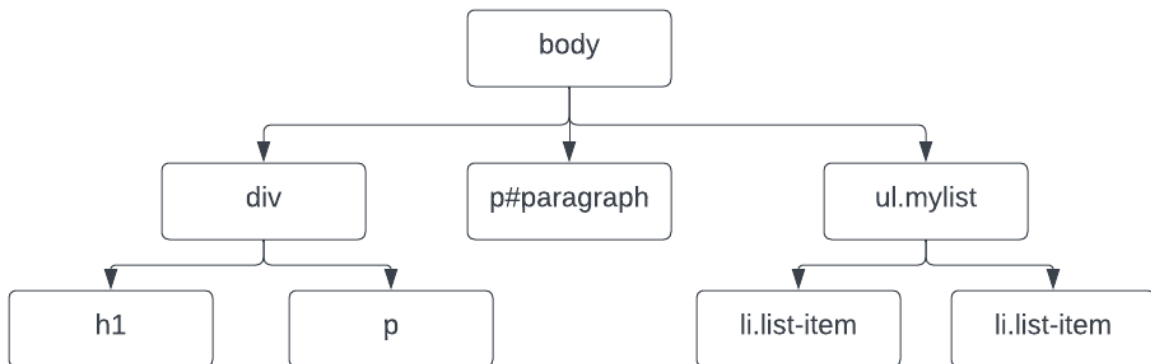 body
div
p#paragraph
ul.mylist
h1
p
li.list-item
li.list-item